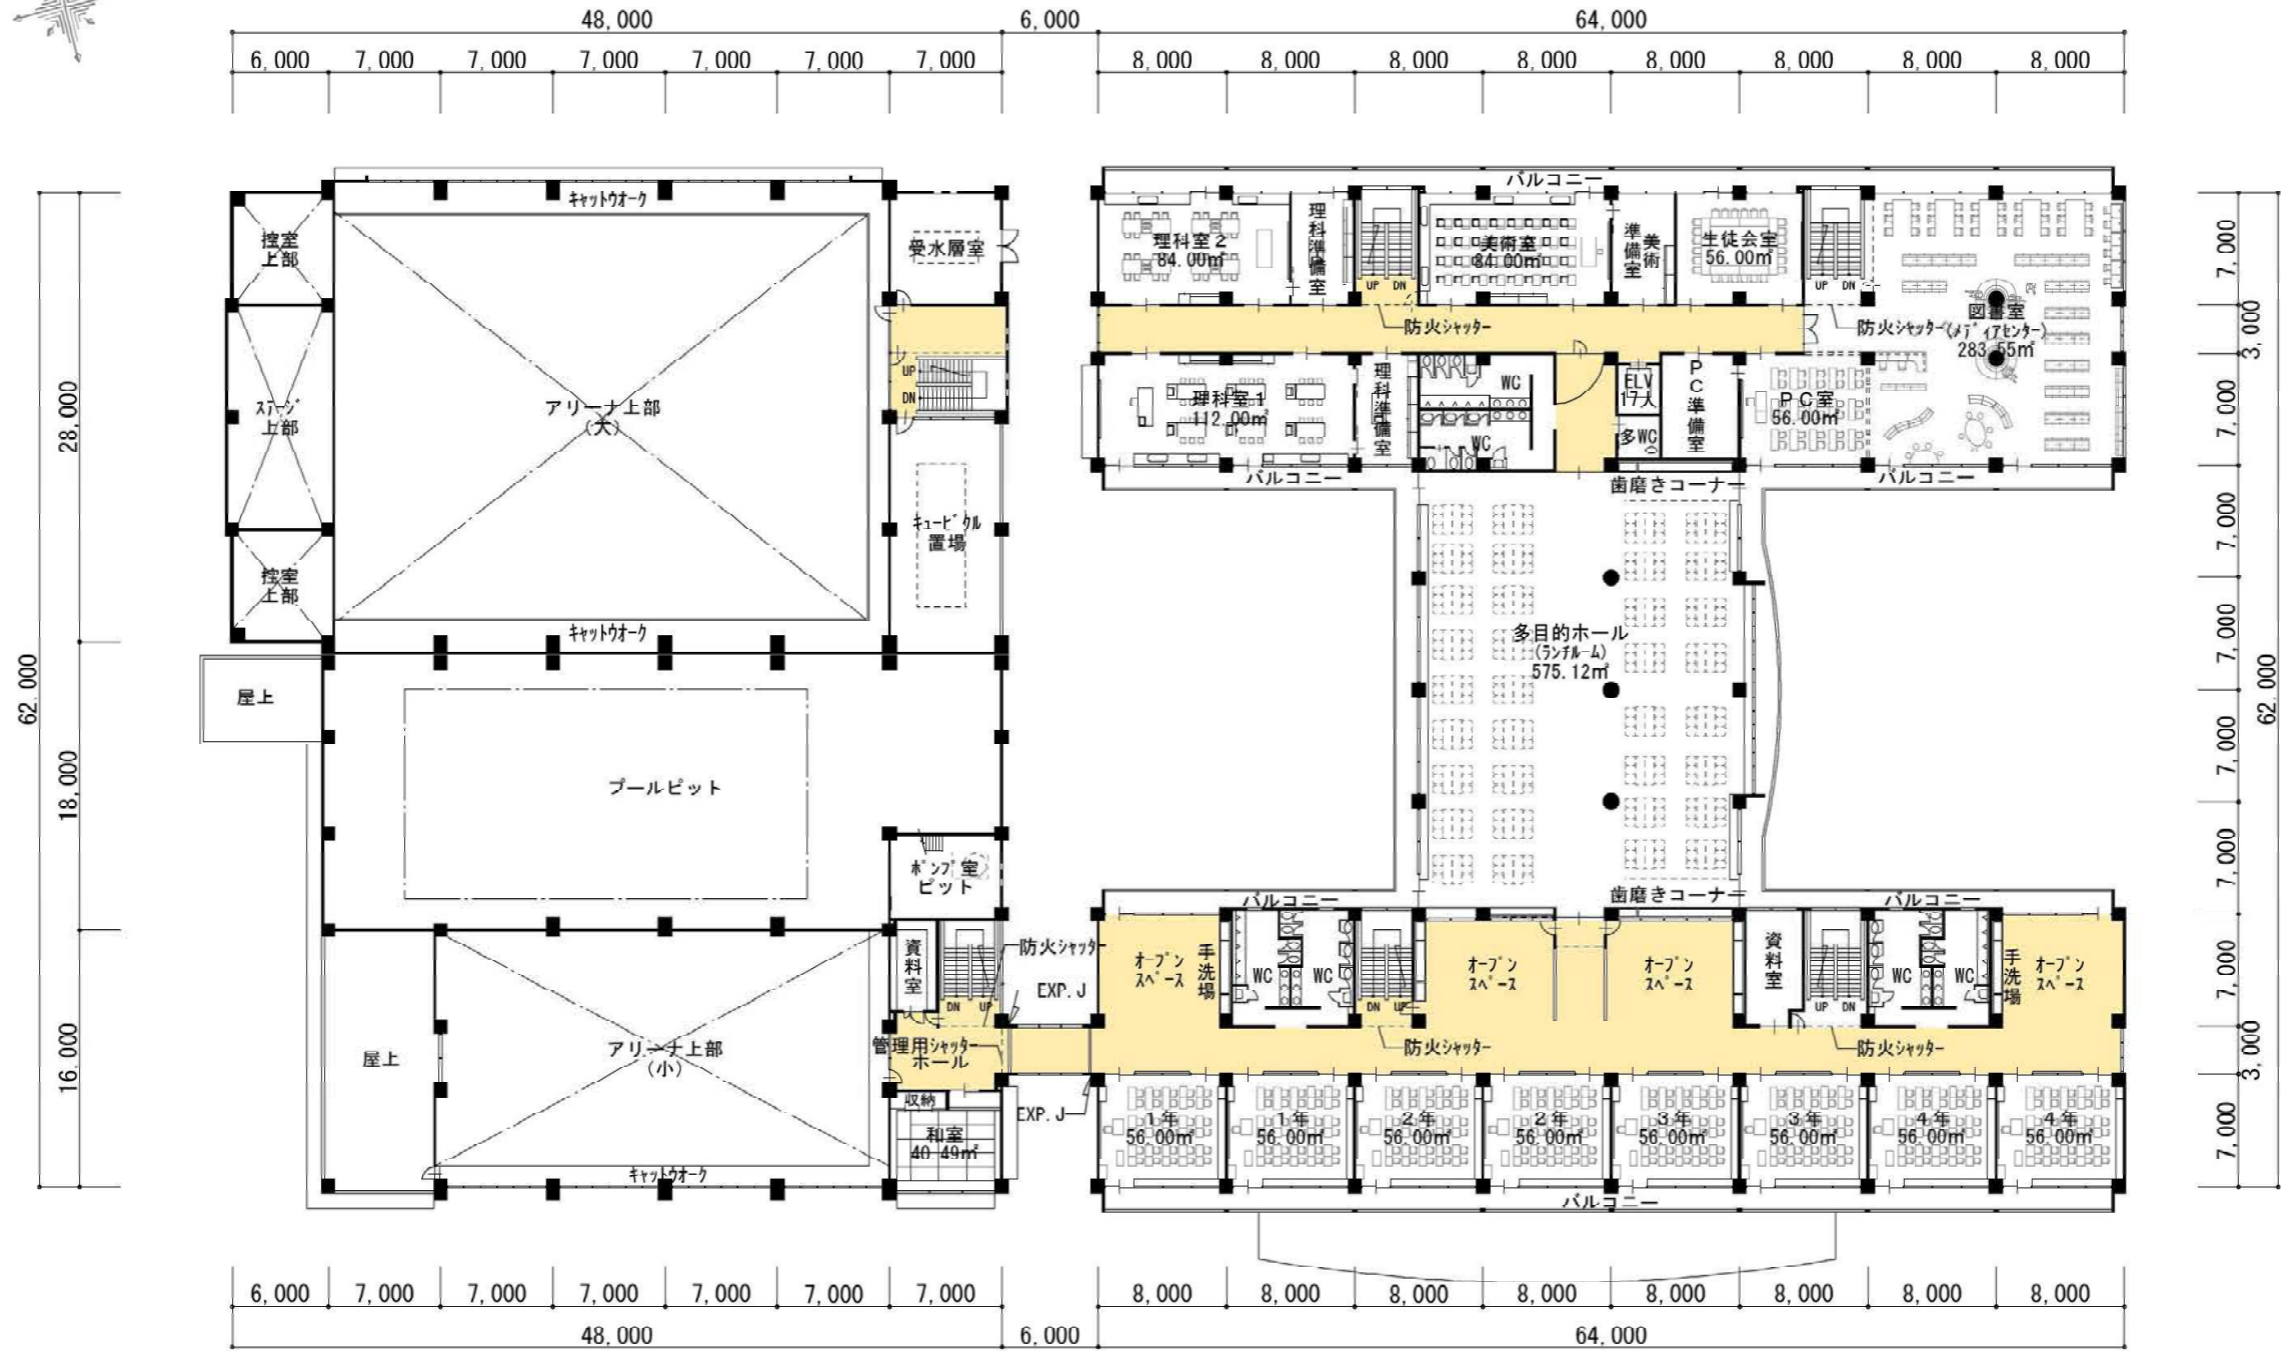 48,000
6,000
64,000
6,000
7,000
7,000
7,000
7,000
7,000
7,000
8,000
8,000
8,000
8,000
8,000
8,000
8,000
8,000
62,000
28,000
18,000
16,000
控室
上部
ステージ
上部
控室
上部
キャットウオーク
アリーナ上部
(大)
キャットウオーク
受水層室
UP
DN
キュービクル
置場
屋上
プールピット
ポンプ室
ピット
屋上
アリーナ上部
(小)
キャットウオーク
資料室
DN
UP
防火シャッター
管理用シャッター
ホール
収納
和室
40.49㎡
EXP.J
EXP.J
バルコニー
理科室2
84.00㎡
理科準備室
UP
DN
美術室
84.00㎡
美術
準備室
生徒会室
56.00㎡
UP
DN
図書室
(メディアセンター)
283.55㎡
防火シャッター
防火シャッター
理科室1
112.00㎡
理科準備室
WC
WC
ELV
17人
多WC
PC準備室
PC室
56.00㎡
バルコニー
歯磨きコーナー
バルコニー
多目的ホール
(ランチルーム)
575.12㎡
バルコニー
歯磨きコーナー
バルコニー
オープン
スペース
手洗場
WC
WC
DN
UP
オープン
スペース
オープン
スペース
資料室
UP
DN
WC
WC
手洗場
オープン
スペース
防火シャッター
防火シャッター
1年
56.00㎡
1年
56.00㎡
2年
56.00㎡
2年
56.00㎡
3年
56.00㎡
3年
56.00㎡
4年
56.00㎡
4年
56.00㎡
バルコニー
7,000
3,000
7,000
7,000
7,000
7,000
7,000
7,000
3,000
7,000
62,000
6,000
7,000
7,000
7,000
7,000
7,000
7,000
8,000
8,000
8,000
8,000
8,000
8,000
8,000
8,000
48,000
6,000
64,000